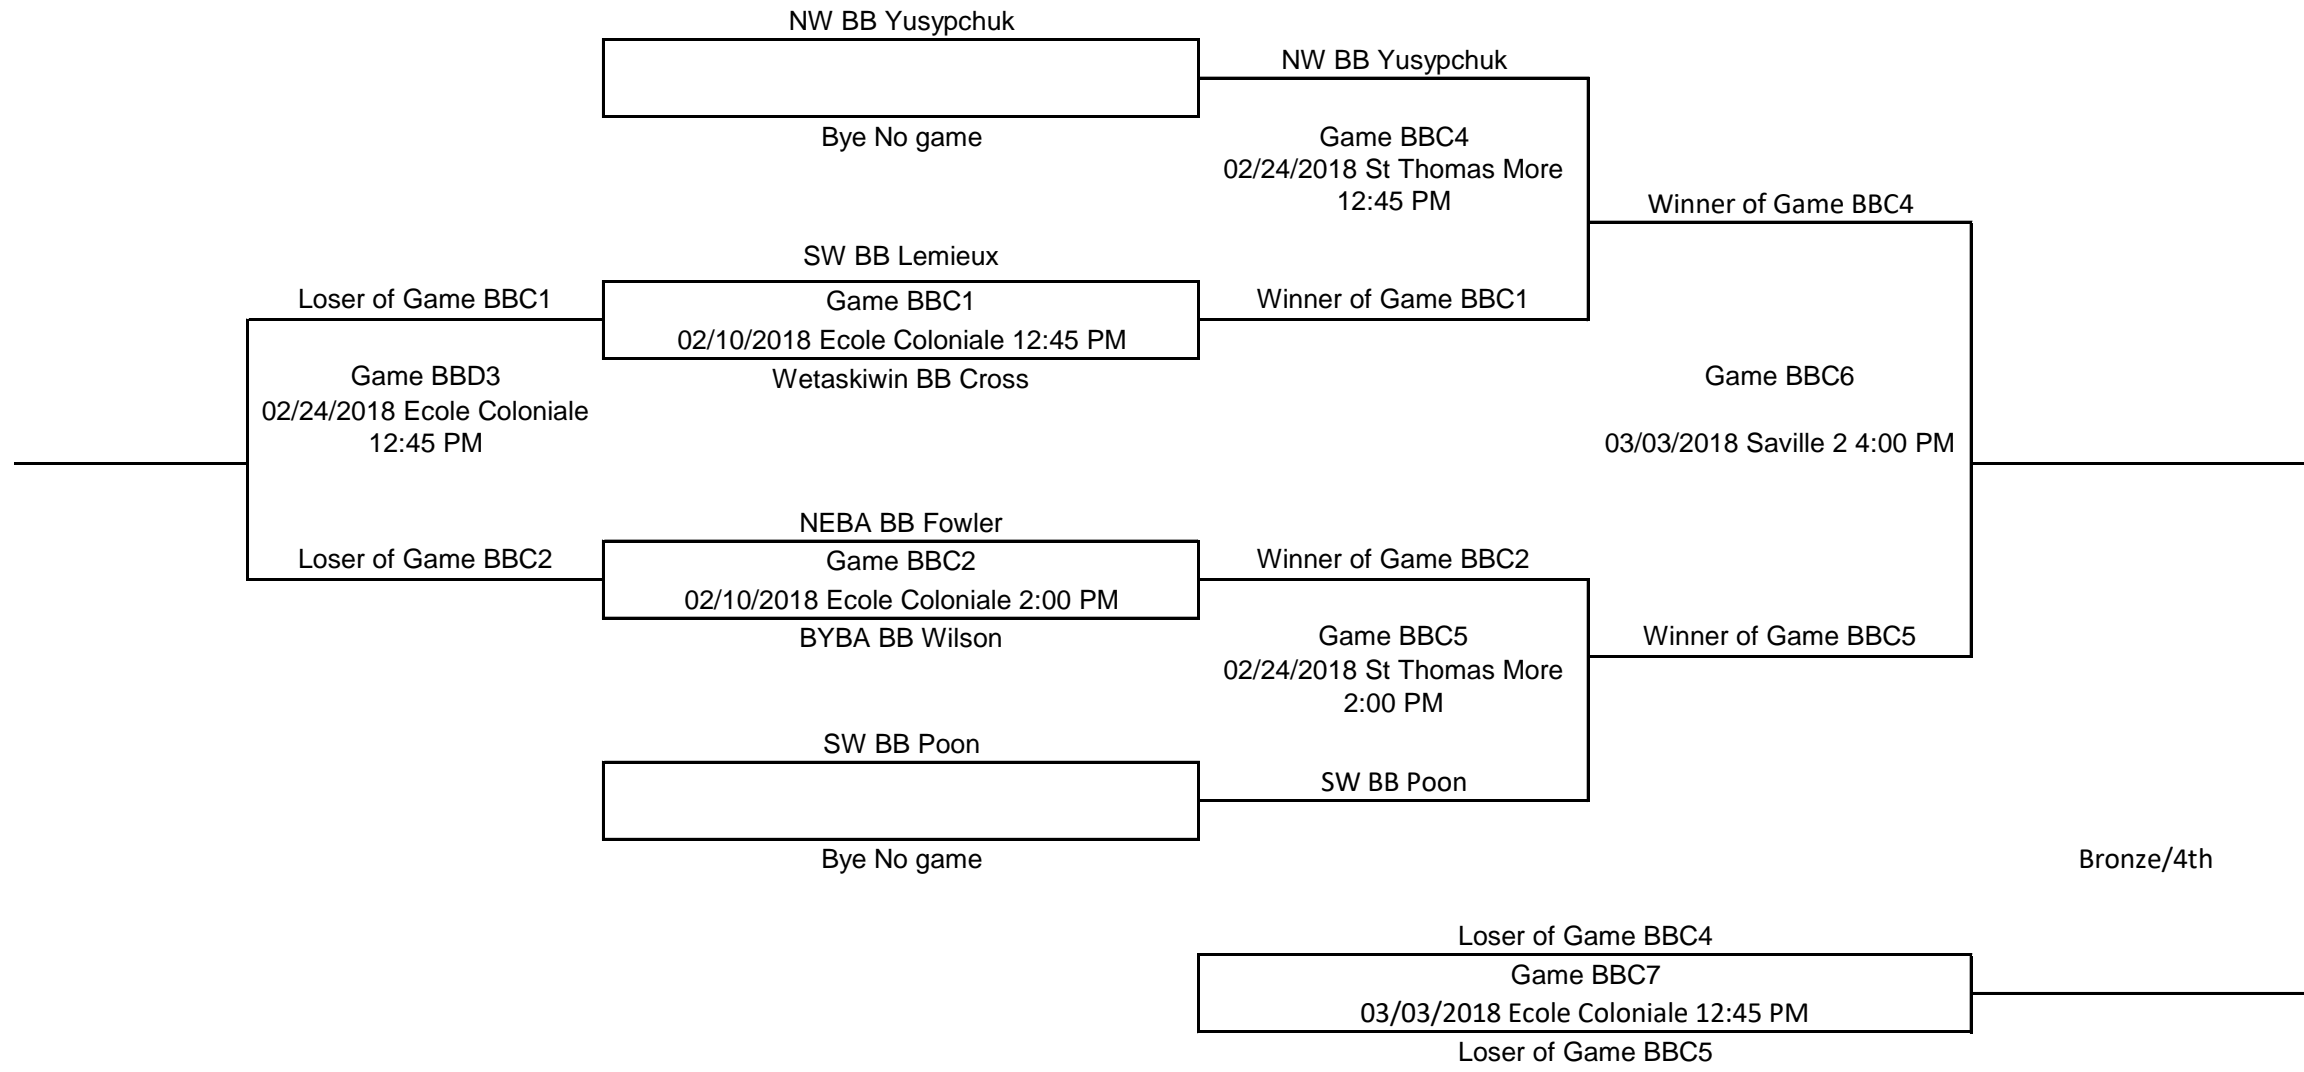 NW BB Yusypchuk
NW BB Yusypchuk
Bye No game
Game BBC4
02/24/2018 St Thomas More
12:45 PM
Winner of Game BBC4
SW BB Lemieux
Loser of Game BBC1
Game BBC1
Winner of Game BBC1
02/10/2018 Ecole Coloniale 12:45 PM
Wetaskiwin BB Cross
Game BBD3
02/24/2018 Ecole Coloniale
12:45 PM
Game BBC6
03/03/2018 Saville 2 4:00 PM
NEBA BB Fowler
Loser of Game BBC2
Game BBC2
Winner of Game BBC2
02/10/2018 Ecole Coloniale 2:00 PM
BYBA BB Wilson
Game BBC5
02/24/2018 St Thomas More
2:00 PM
Winner of Game BBC5
SW BB Poon
SW BB Poon
Bye No game
Bronze/4th
Loser of Game BBC4
Game BBC7
03/03/2018 Ecole Coloniale 12:45 PM
Loser of Game BBC5